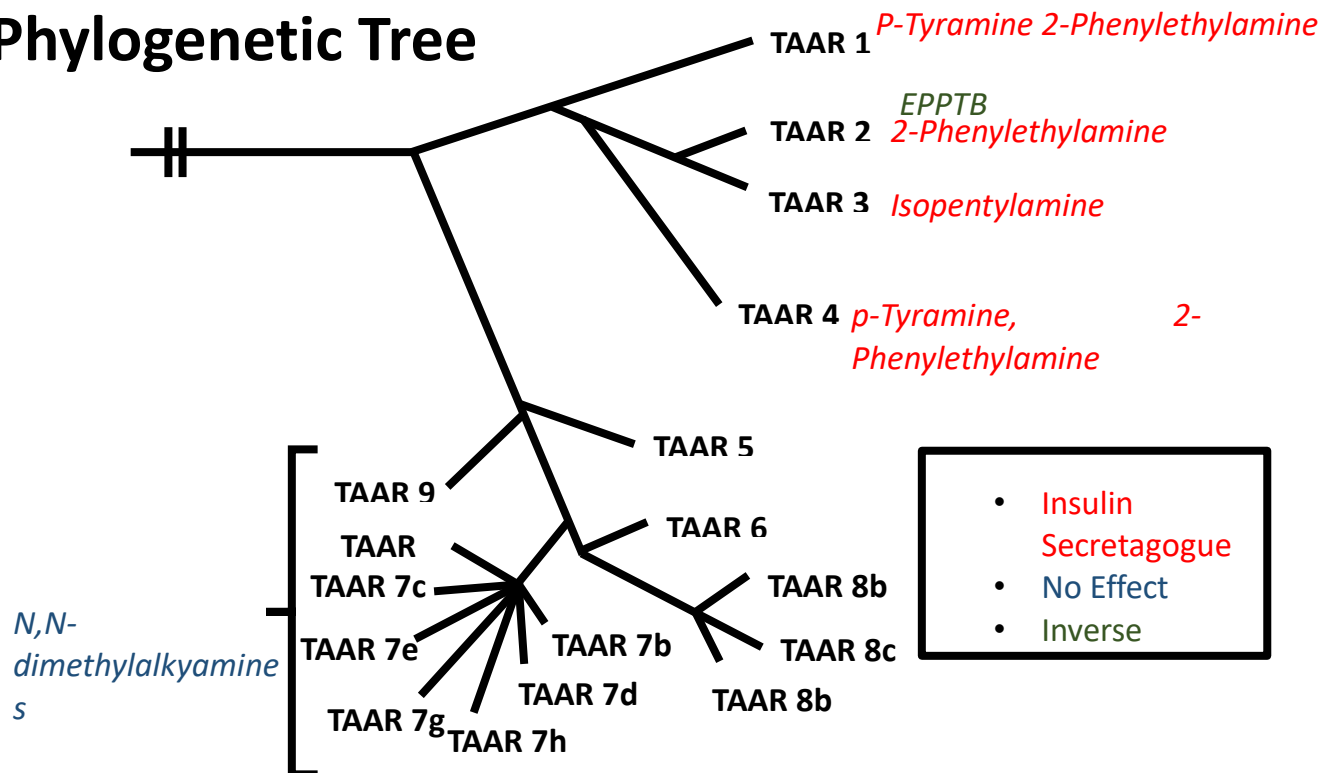 Phylogenetic Tree
TAAR 1
P-Tyramine 2-Phenylethylamine
EPPTB
TAAR 2
2-Phenylethylamine
TAAR 3
Isopentylamine
TAAR 4
p-Tyramine, 2-
Phenylethylamine
TAAR 5
TAAR 9
TAAR 6
TAAR
TAAR 7c
TAAR 8b
TAAR 7e
TAAR 7b
TAAR 8c
TAAR 7d
TAAR 8b
TAAR 7g
TAAR 7h
N,N-
dimethylalkyamine
s
• Insulin
Secretagogue
• No Effect
• Inverse